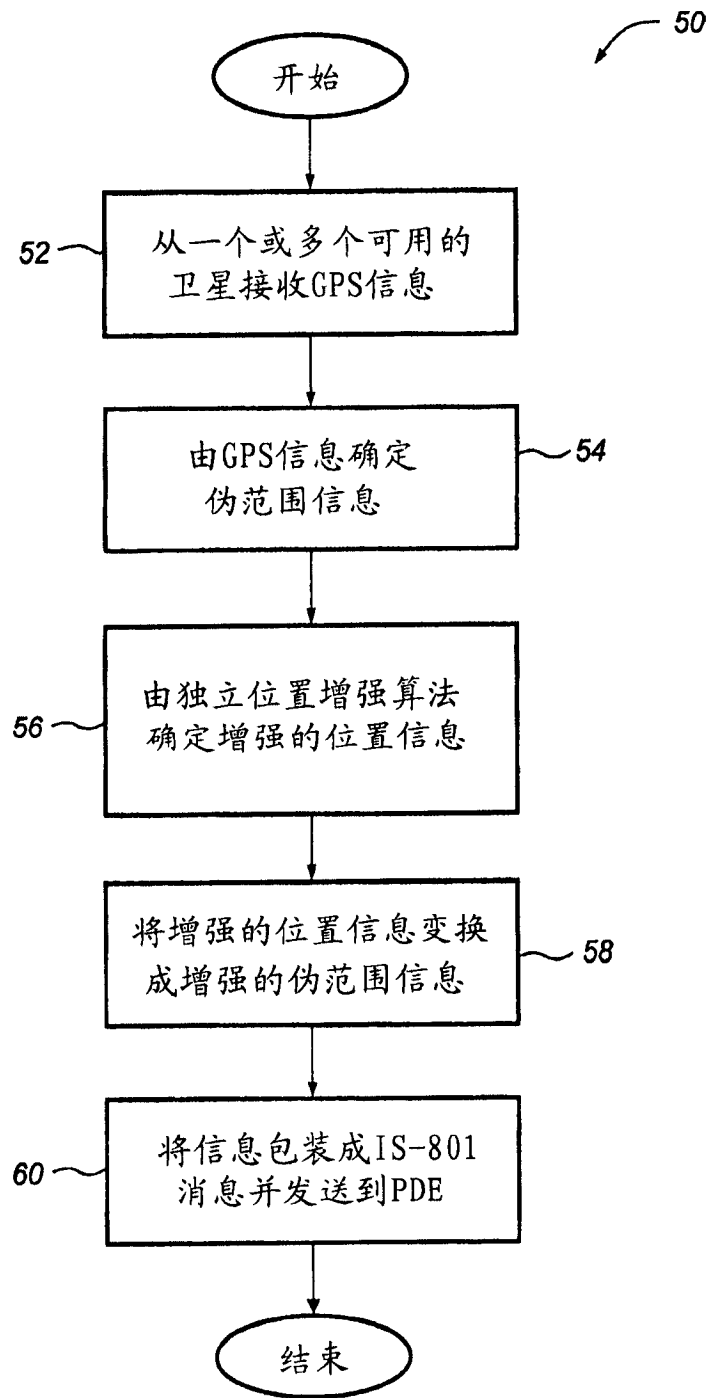 50
开始
52
从一个或多个可用的
卫星接收GPS信息
由GPS信息确定
伪范围信息
54
由独立位置增强算法
确定增强的位置信息
56
将增强的位置信息变换
成增强的伪范围信息
58
将信息包装成IS-801
消息并发送到PDE
60
结束